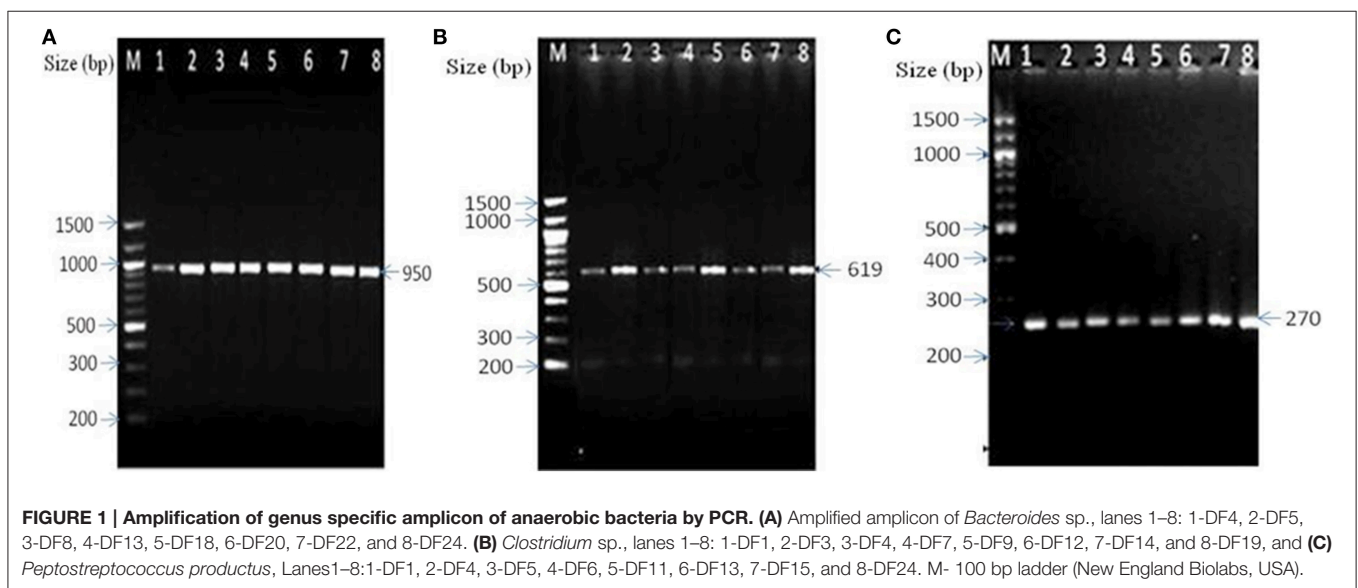 A
B
C
Size (bp) M 1 2 3 4 5 6 7 8
Size (bp) M 1 2 3 4 5 6 7 8
Size (bp) M 1 2 3 4 5 6 7 8
1500
1000
500
300
200
950
1500
1000
500
300
200
619
1500
1000
500
400
300
200
270
FIGURE 1 | Amplification of genus specific amplicon of anaerobic bacteria by PCR. (A) Amplified amplicon of Bacteroides sp., lanes 1–8: 1-DF4, 2-DF5,
3-DF8, 4-DF13, 5-DF18, 6-DF20, 7-DF22, and 8-DF24. (B) Clostridium sp., lanes 1–8: 1-DF1, 2-DF3, 3-DF4, 4-DF7, 5-DF9, 6-DF12, 7-DF14, and 8-DF19, and (C)
Peptostreptococcus productus, Lanes1–8:1-DF1, 2-DF4, 3-DF5, 4-DF6, 5-DF11, 6-DF13, 7-DF15, and 8-DF24. M- 100 bp ladder (New England Biolabs, USA).